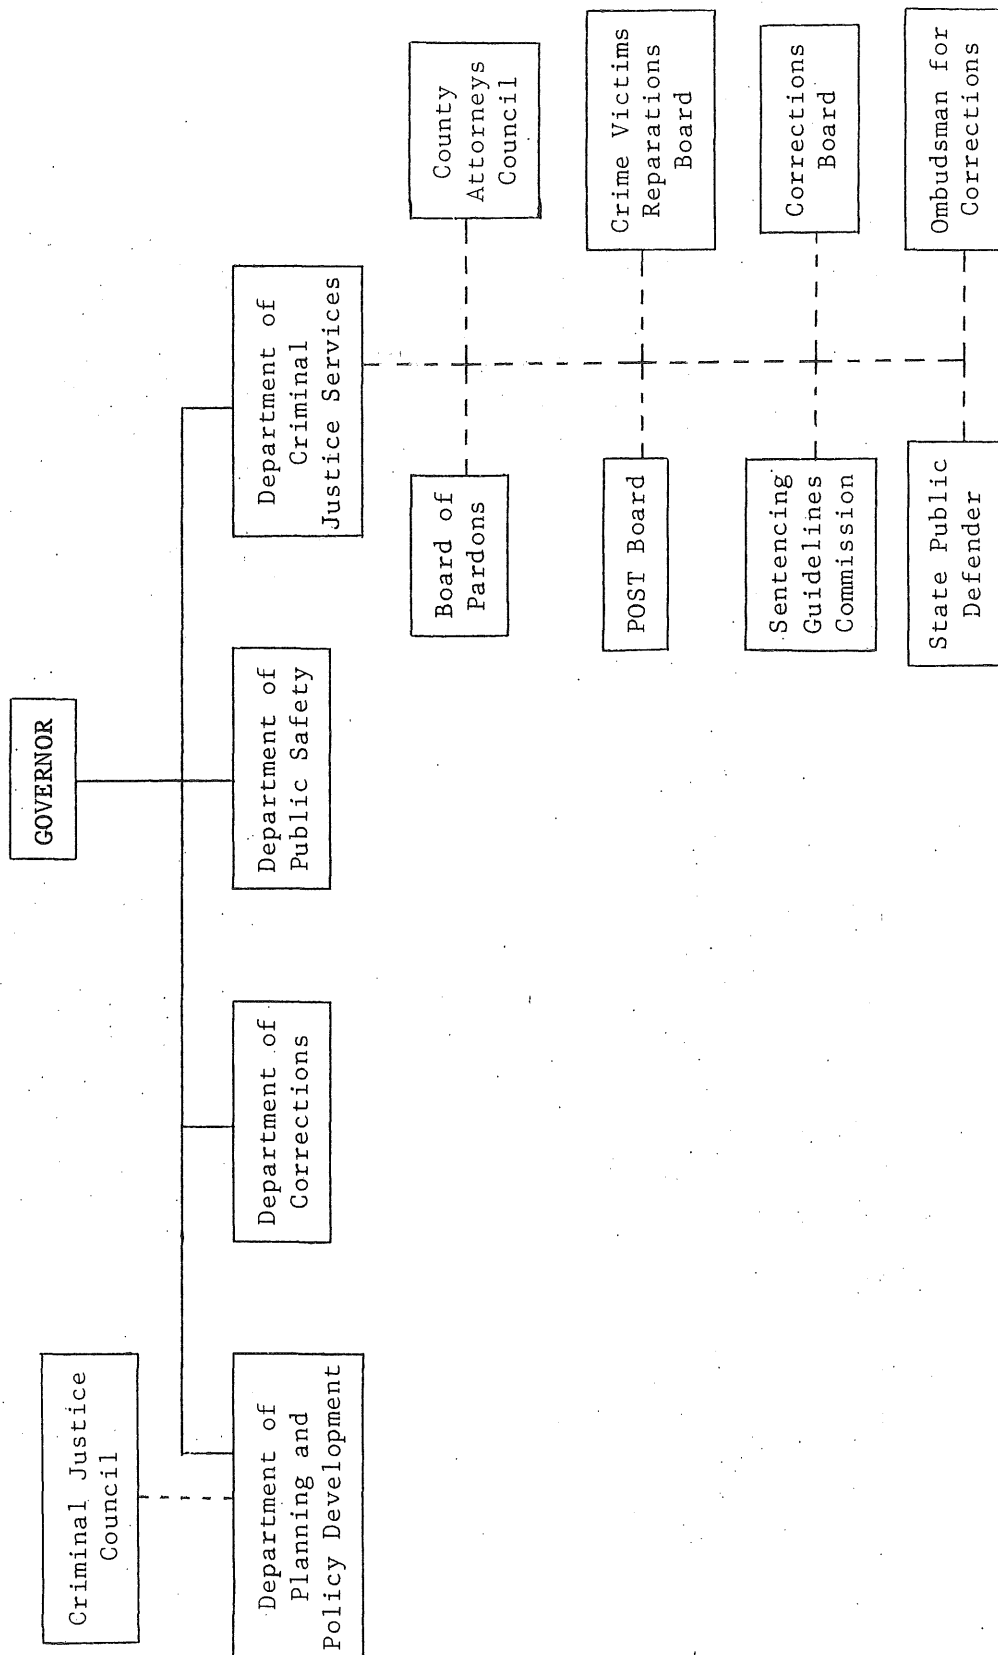 GOVERNOR
Criminal Justice
Council
Department of
Planning and
Policy Development
Department of
Corrections
Department of
Public Safety
Department of
Criminal
Justice Services
Board of
Pardons
County
Attorneys
Council
POST Board
Crime Victims
Reparations
Board
Sentencing
Guidelines
Commission
Corrections
Board
State Public
Defender
Ombudsman for
Corrections